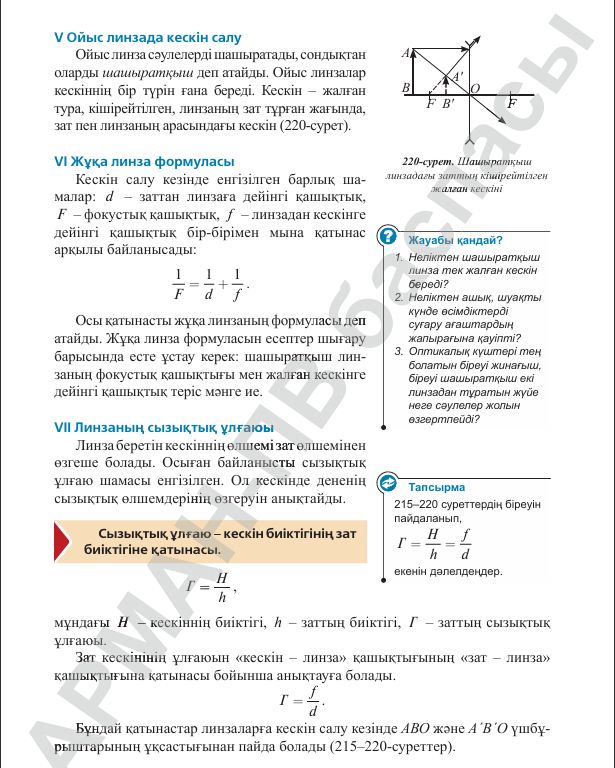 V Ойыс линзада кескін салу
Ойыс линза сәулелерді шашыратады, сондықтан
оларды шашыратқыш деп атайды. Ойыс линзалар
кескіннің бір түрін ғана береді. Кескін – жалған
тура, кішірейтілген, линзаның зат тұрған жағында,
зат пен линзаның арасындағы кескін (220-сурет).
A
B
A′
O
F
B′
F
220-сурет. Шашыратқыш
линзадағы заттың кішірейтілген
жалған кескіні
VI Жұқа линза формуласы
Кескін салу кезінде енгізілген барлық ша-
малар: d – заттан линзаға дейінгі қашықтық,
F – фокустық қашықтық, f – линзадан кескінге
дейінгі қашықтық бір-бірімен мына қатынас
арқылы байланысады:
1/F = 1/d + 1/f .
Осы қатынасты жұқа линзаның формуласы деп
атайды. Жұқа линза формуласын есептер шығару
барысында есте ұстау керек: шашыратқыш лин-
заның фокустық қашықтығы мен жалған кескінге
дейінгі қашықтық теріс мәнге ие.
? Жауабы қандай?
1. Неліктен шашыратқыш
линза тек жалған кескін
береді?
2. Неліктен ашық, шуақты
күнде өсімдіктерді
суғару ағаштардың
жапырағына қауіпті?
3. Оптикалық күштері тең
болатын біреуі жинағыш,
біреуі шашыратқыш екі
линзадан тұратын жүйе
неге сәулелер жолын
өзгертпейді?
VII Линзаның сызықтық ұлғаюы
Линза беретін кескіннің өлшемі зат өлшемінен
өзгеше болады. Осыған байланысты сызықтық
ұлғаю шамасы енгізілген. Ол кескінде дененің
сызықтық өлшемдерінің өзгеруін анықтайды.
Сызықтық ұлғаю – кескін биіктігінің зат
биіктігіне қатынасы.
Г = H/h ,
Тапсырма
215–220 суреттердің біреуін
пайдаланып,
Г = H/h = f/d
екенін дәлелдеңдер.
мұндағы H – кескіннің биіктігі, h – заттың биіктігі, Г – заттың сызықтық
ұлғаюы.
Зат кескінінің ұлғаюын «кескін – линза» қашықтығының «зат – линза»
қашықтығына қатынасы бойынша анықтауға болады.
Г = f/d .
Бұндай қатынастар линзаларға кескін салу кезінде ABO және A′B′O үшбұ-
рыштарының ұқсастығынан пайда болады (215–220-суреттер).
АРМАН-ПВ баспасы